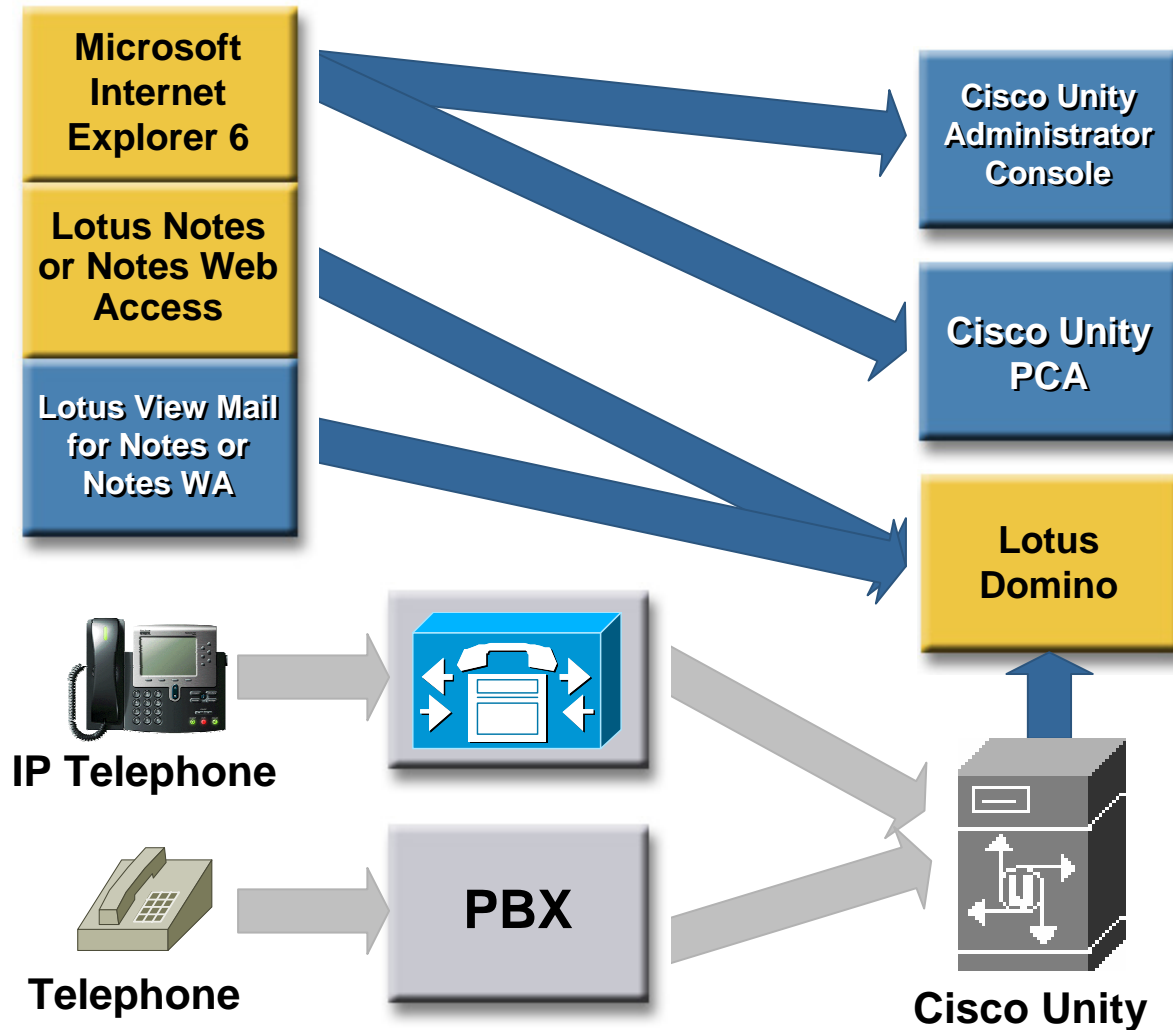 Microsoft
Internet
Explorer 6
Lotus Notes
or Notes Web
Access
Lotus View Mail
for Notes or
Notes WA
Cisco Unity
Administrator
Console
Cisco Unity
PCA
Lotus
Domino
IP Telephone
PBX
Telephone
U
Cisco Unity